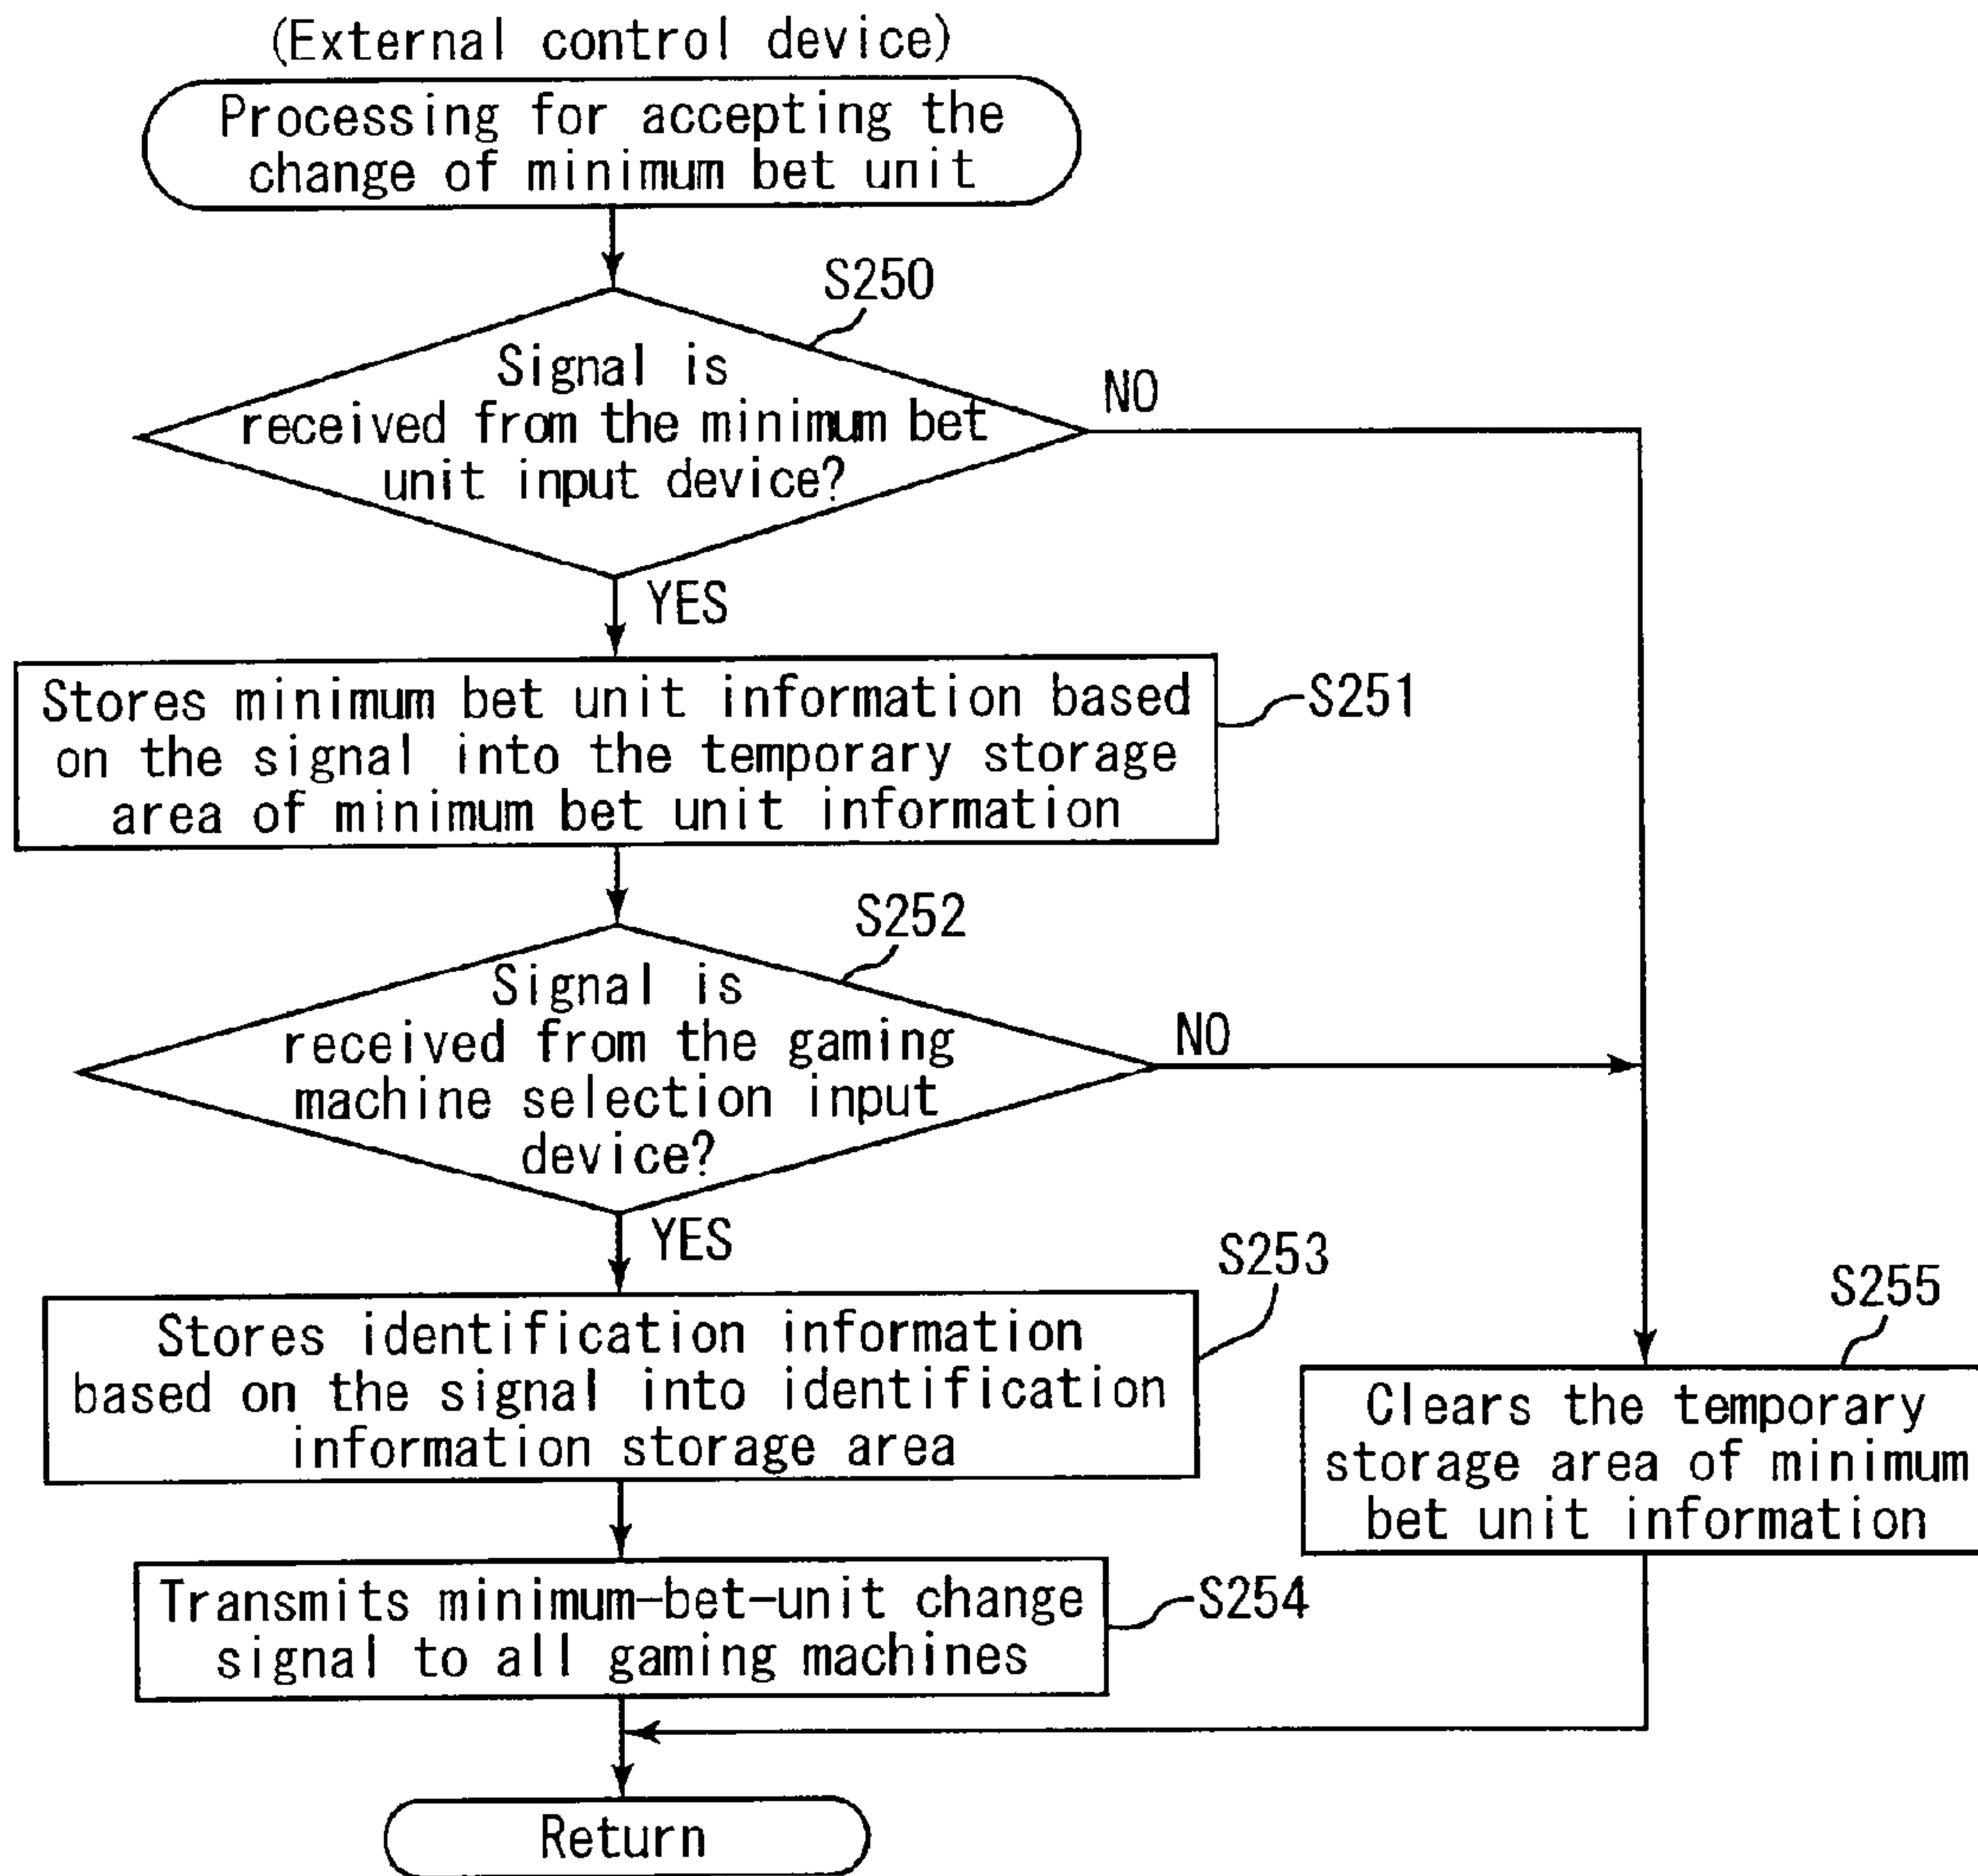 (External control device)
Processing for accepting the
change of minimum bet unit
S250
Signal is
received from the minimum bet
unit input device?
NO
YES
Stores minimum bet unit information based
on the signal into the temporary storage
area of minimum bet unit information
S251
S252
Signal is
received from the gaming
machine selection input
device?
NO
YES
S253
Stores identification information
based on the signal into identification
information storage area
S255
Clears the temporary
storage area of minimum
bet unit information
Transmits minimum-bet-unit change
signal to all gaming machines
S254
Return